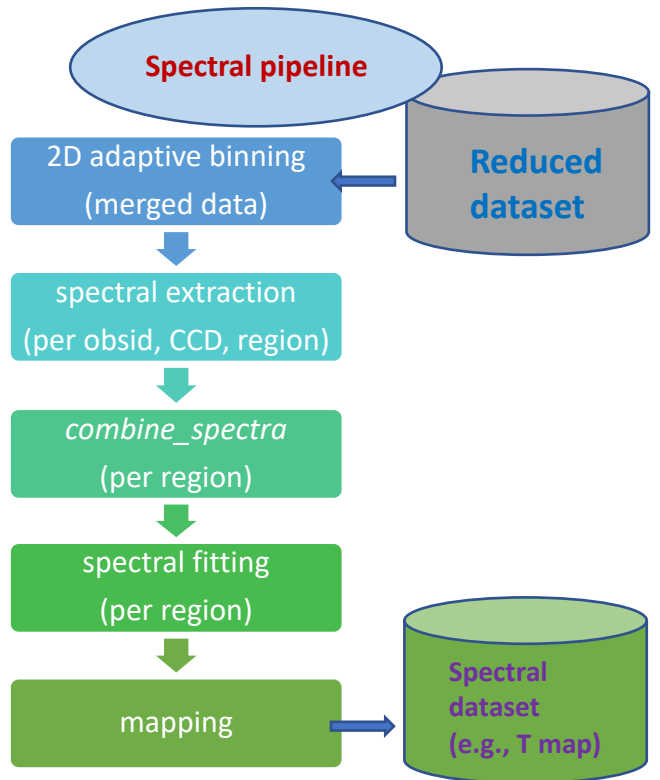 Spectral pipeline
2D adaptive binning
(merged data)
Reduced
dataset
spectral extraction
(per obsid, CCD, region)
combine_spectra
(per region)
spectral fitting
(per region)
mapping
Spectral
dataset
(e.g., T map)